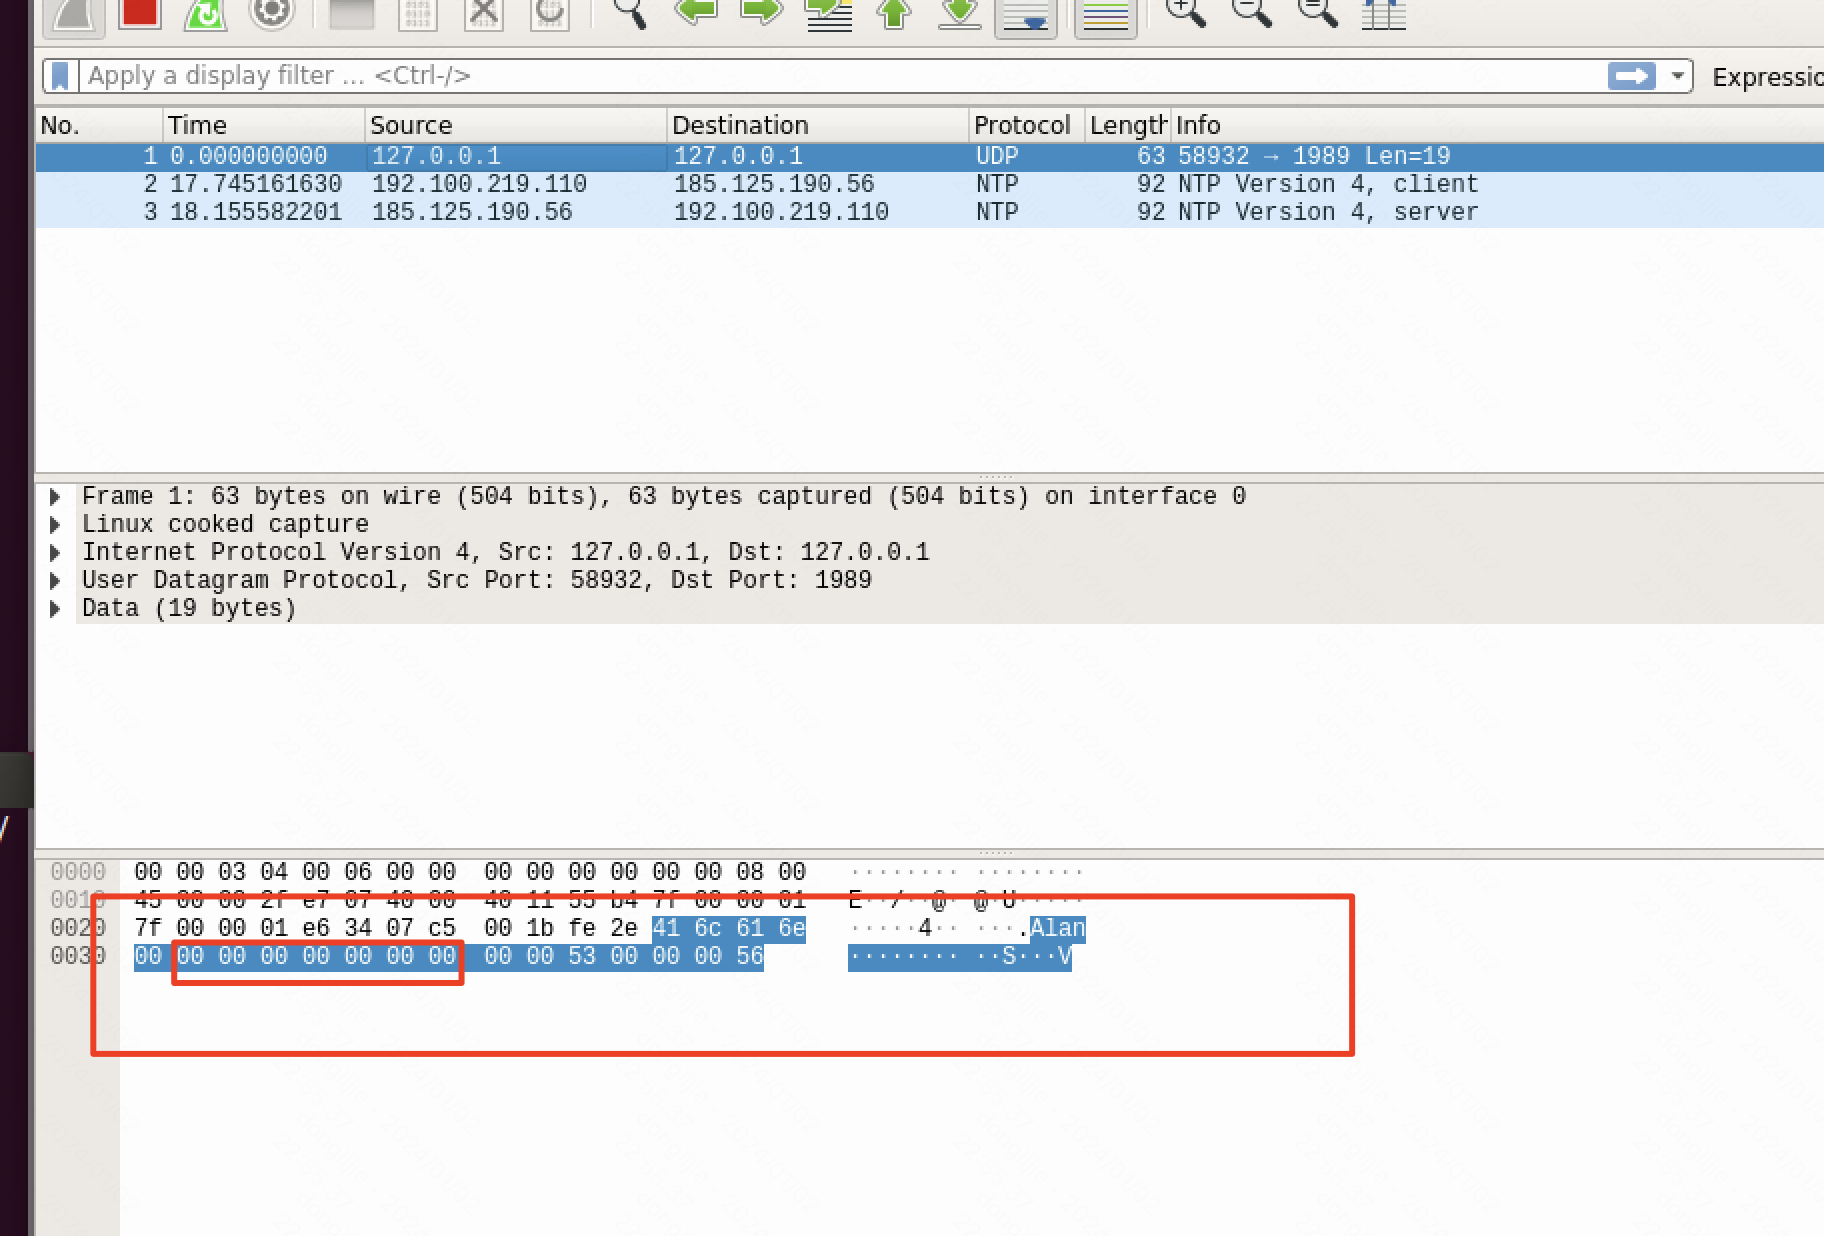 Apply a display filter ... <Ctrl-/>
Expressio
No. Time Source Destination Protocol Length Info
1 0.000000000 127.0.0.1 127.0.0.1 UDP 63 58932 → 1989 Len=19
2 17.745161630 192.100.219.110 185.125.190.56 NTP 92 NTP Version 4, client
3 18.155582201 185.125.190.56 192.100.219.110 NTP 92 NTP Version 4, server
Frame 1: 63 bytes on wire (504 bits), 63 bytes captured (504 bits) on interface 0
Linux cooked capture
Internet Protocol Version 4, Src: 127.0.0.1, Dst: 127.0.0.1
User Datagram Protocol, Src Port: 58932, Dst Port: 1989
Data (19 bytes)
0000 00 00 03 04 00 06 00 00 00 00 00 00 00 00 08 00 ········ ········
0010 45 00 00 2f e7 07 40 00 40 11 55 b4 7f 00 00 01 E··/··@· @·U·····
0020 7f 00 00 01 e6 34 07 c5 00 1b fe 2e 41 6c 61 6e ·····4·· ···.Alan
0030 00 00 00 00 00 00 00 00 00 00 53 00 00 00 56 ········ ··S···V